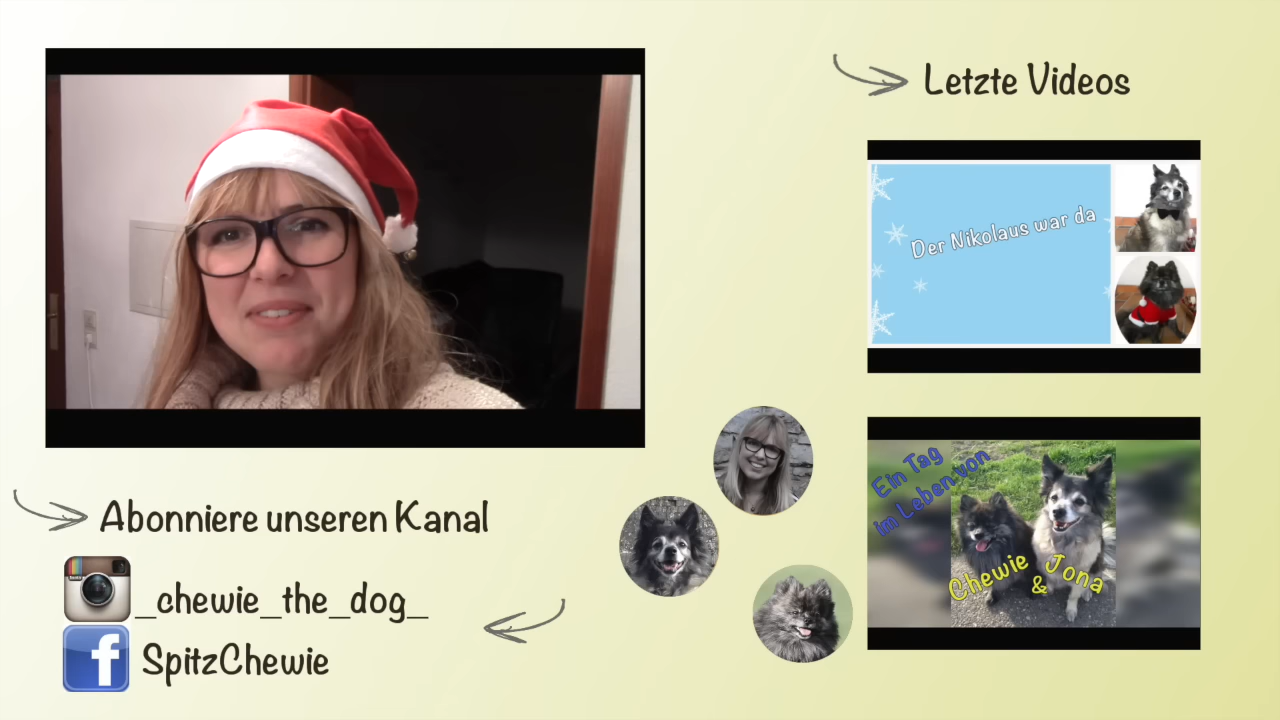 Letzte Videos
Der Nikolaus war da
Ein Tag
im Leben von
Chewie
&
Jona
Abonniere unseren Kanal
_chewie_the_dog_
f
SpitzChewie